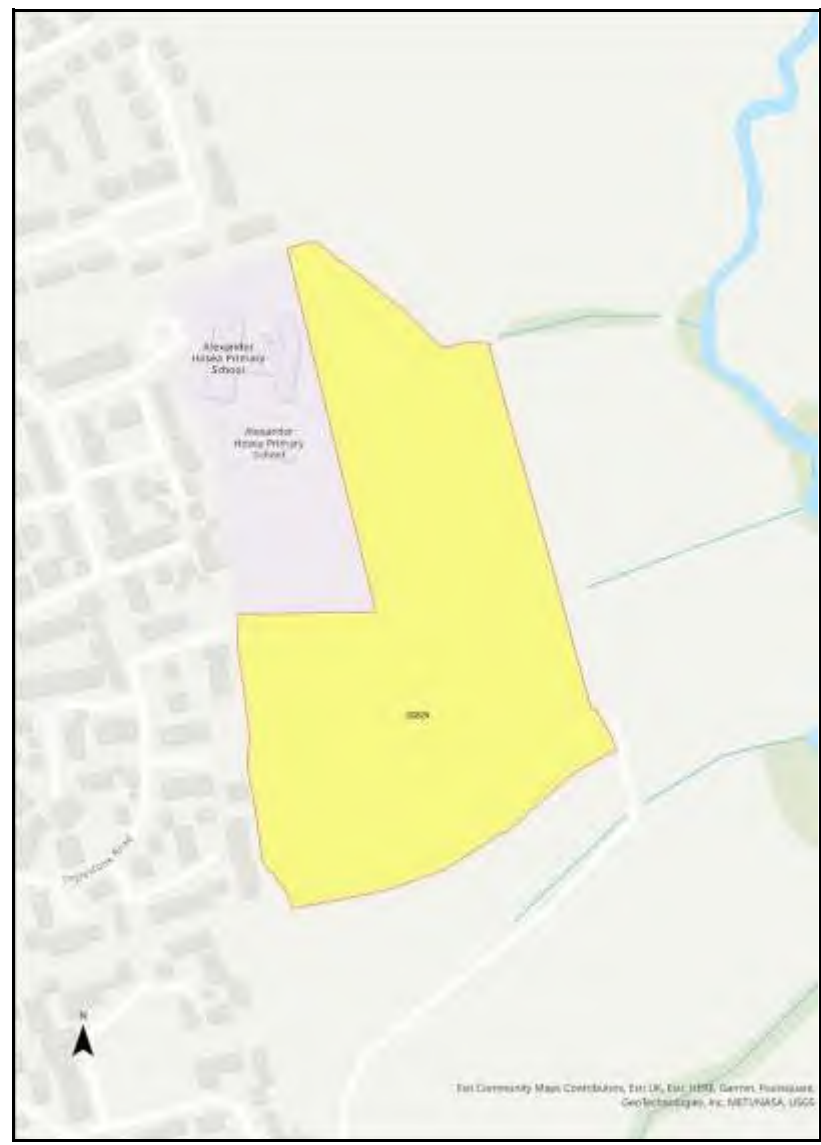 Alexander
Hosea Primary
School
Alexander
Hosea Primary
School
Road
N
Esri Community Maps Contributors, Esri UK, Esri, HERE, Garmin, Foursquare,
GeoTechnologies, Inc, METI/NASA, USGS